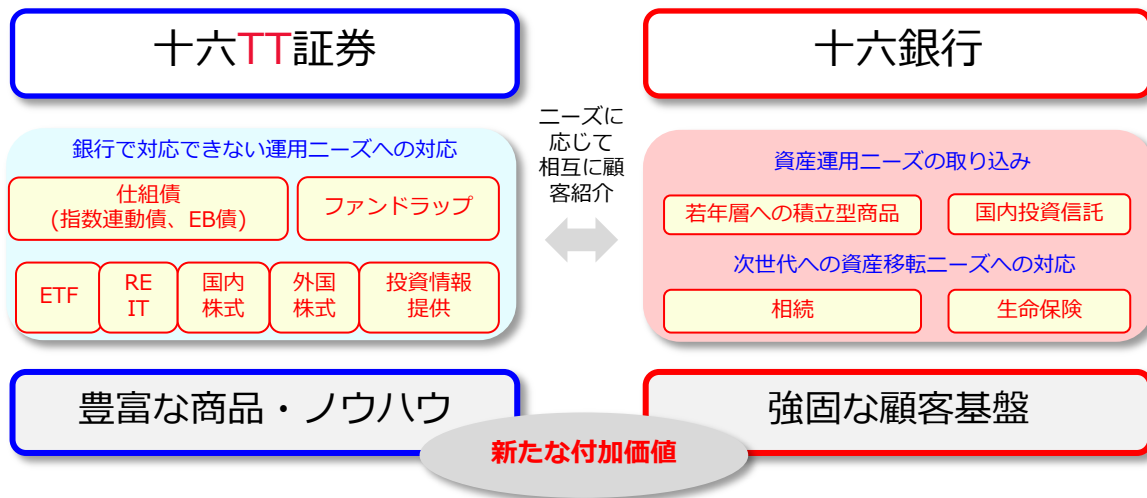 十六TT証券
十六銀行
銀行で対応できない運用ニーズへの対応
仕組債
(指数連動債、EB債)
ファンドラップ
ETF
RE
IT
国内
株式
外国
株式
投資情報
提供
ニーズに
応じて
相互に顧
客紹介
資産運用ニーズの取り込み
若年層への積立型商品
国内投資信託
次世代への資産移転ニーズへの対応
相続
生命保険
豊富な商品・ノウハウ
強固な顧客基盤
新たな付加価値